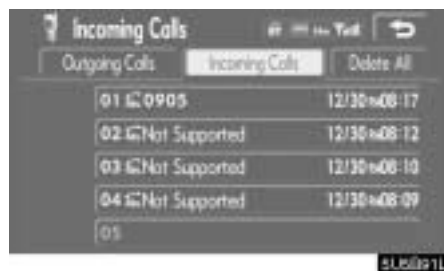 Incoming Calls
Outgoing Calls Incoming Calls Delete All
01 0905 12/30 08:17
02 Not Supported 12/30 08:12
03 Not Supported 12/30 08:10
04 Not Supported 12/30 08:09
05